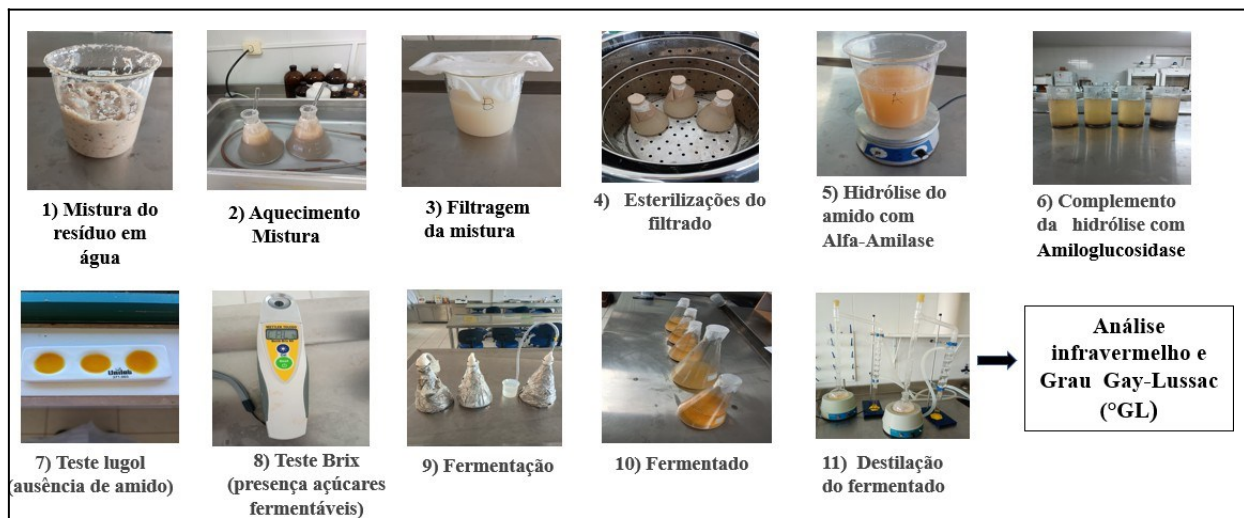 1) Mistura do
resíduo em
água
2) Aquecimento
Mistura
B
3) Filtragem
da mistura
4) Esterilizações do
filtrado
A
5) Hidrólise do
amido com
Alfa-Amilase
6) Complemento
da hidrólise com
Amiloglucosidase
7) Teste lugol
(ausência de amido)
8) Teste Brix
(presença açúcares
fermentáveis)
9) Fermentação
10) Fermentado
11) Destilação
do fermentado
Análise
infravermelho e
Grau Gay-Lussac
(°GL)